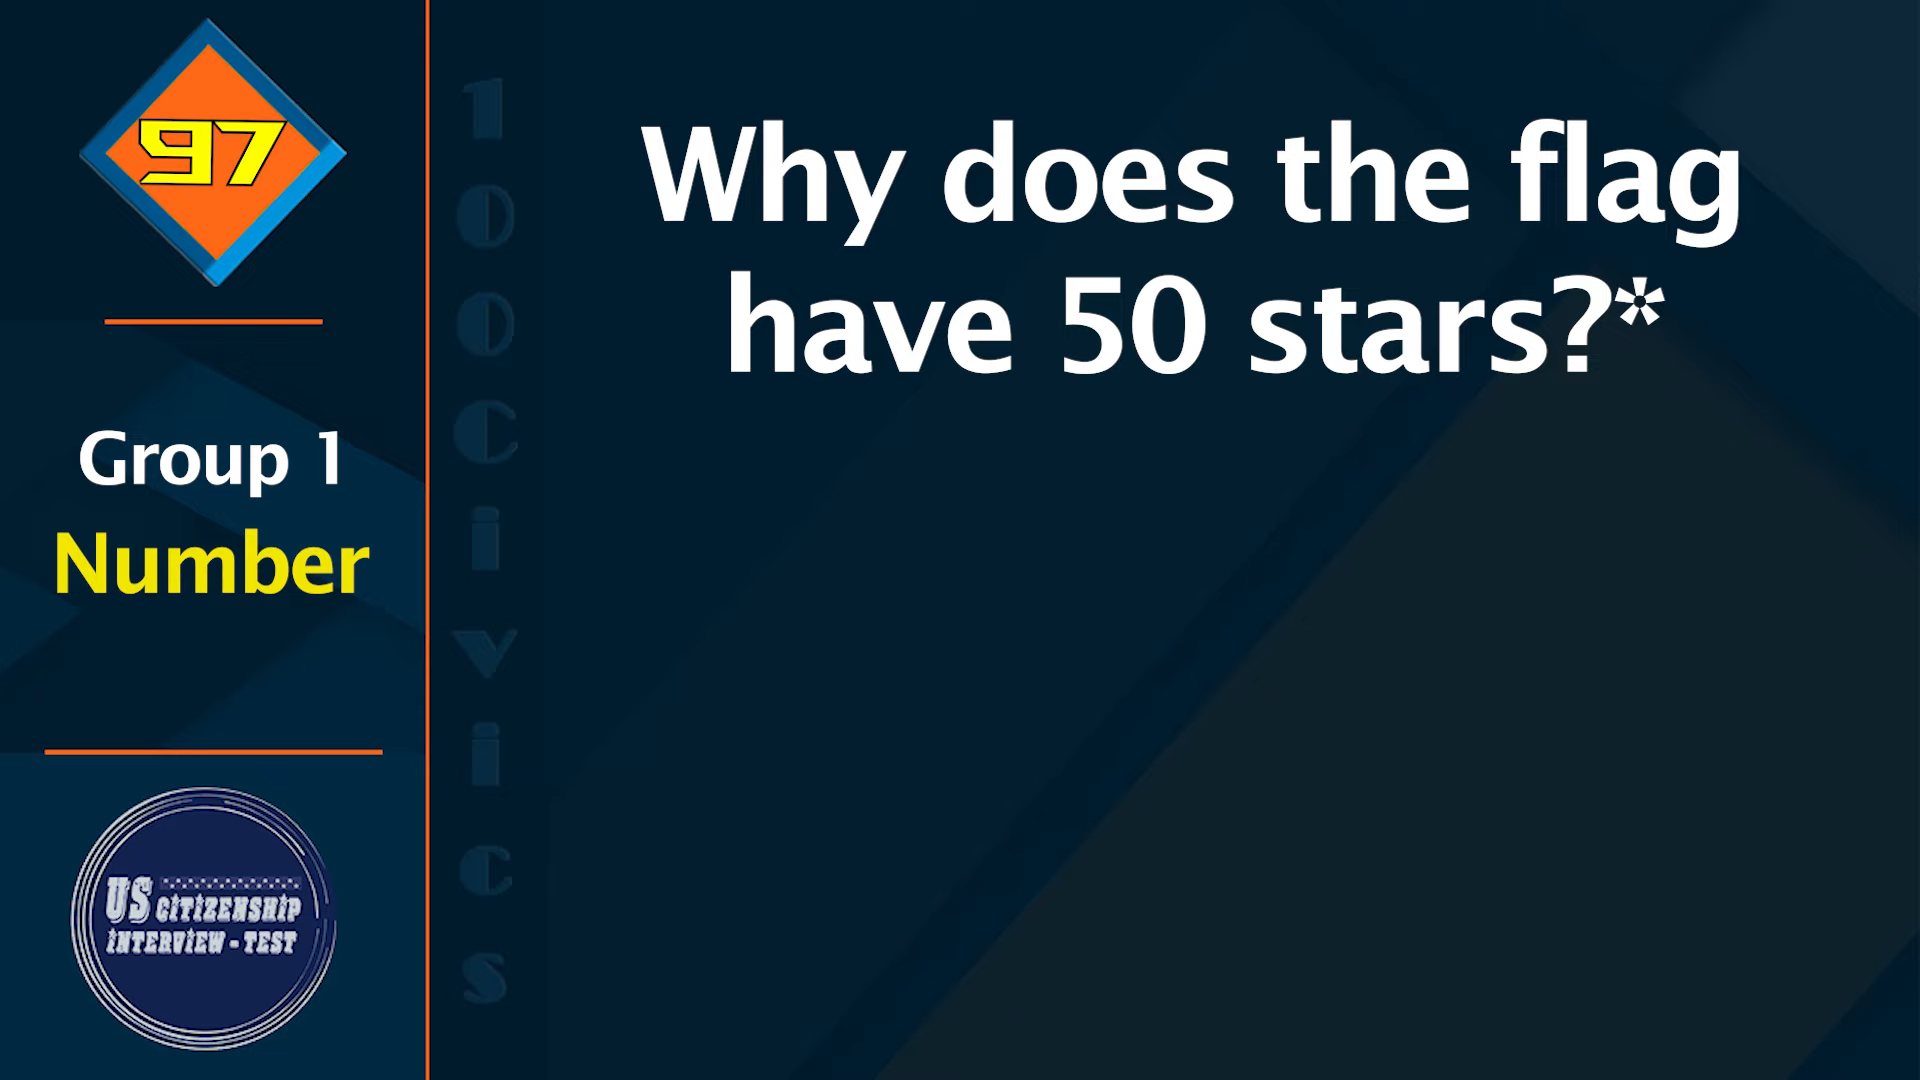 97
Group 1
Number
US CITIZENSHIP
INTERVIEW - TEST
100 Civics
Why does the flag
have 50 stars?*